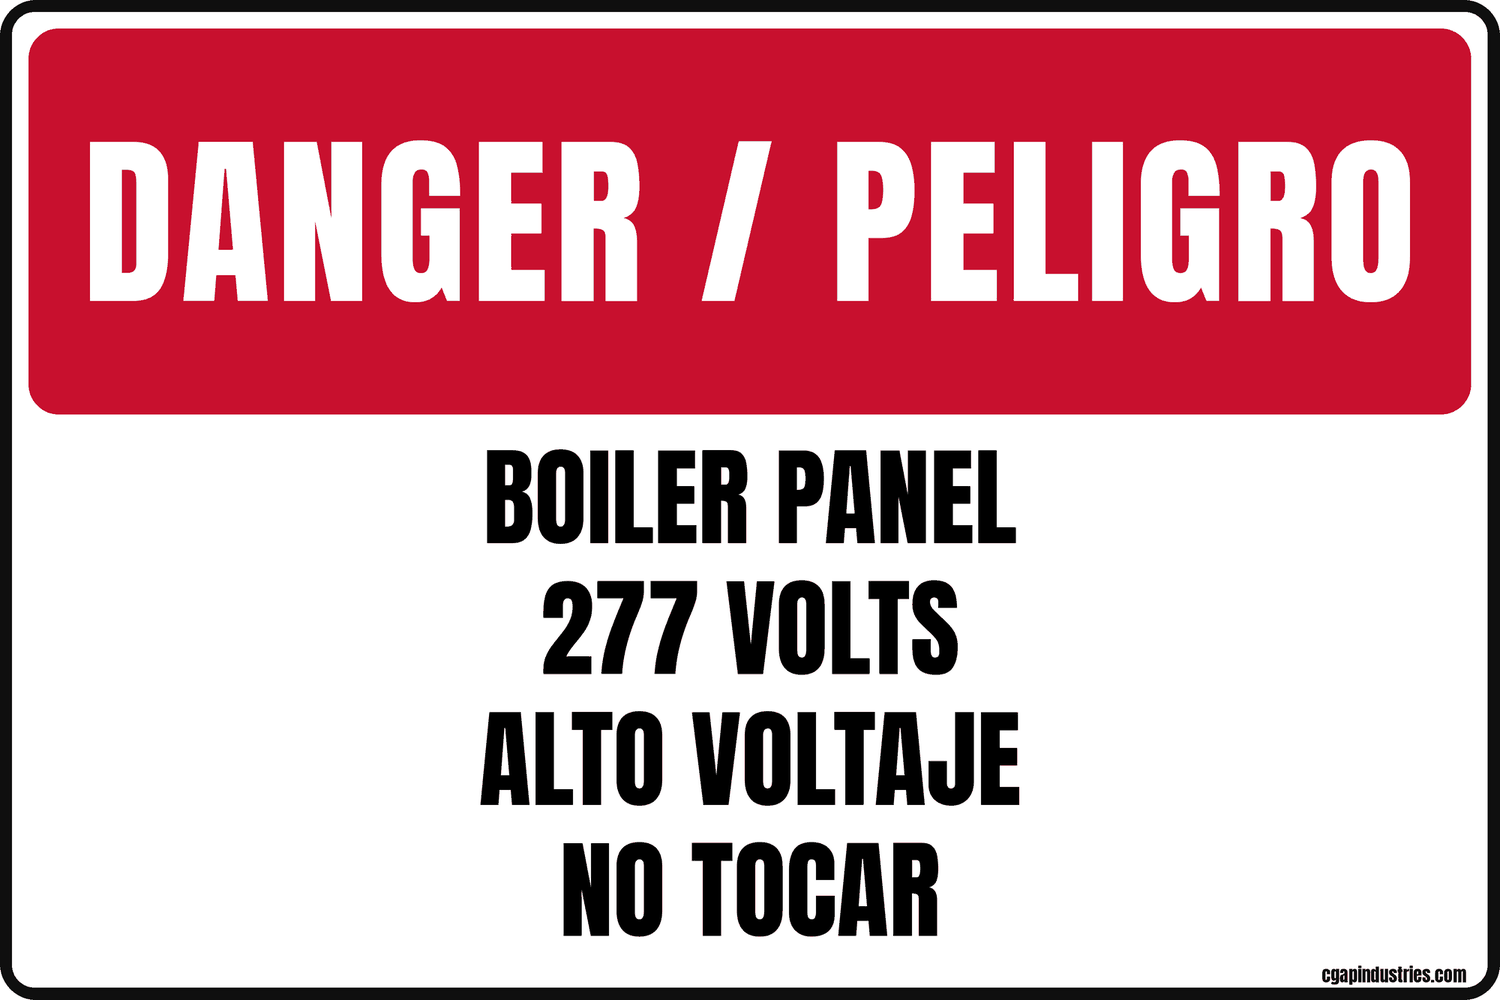 DANGER / PELIGRO
BOILER PANEL
277 VOLTS
ALTO VOLTAJE
NO TOCAR
cgapindustries.com